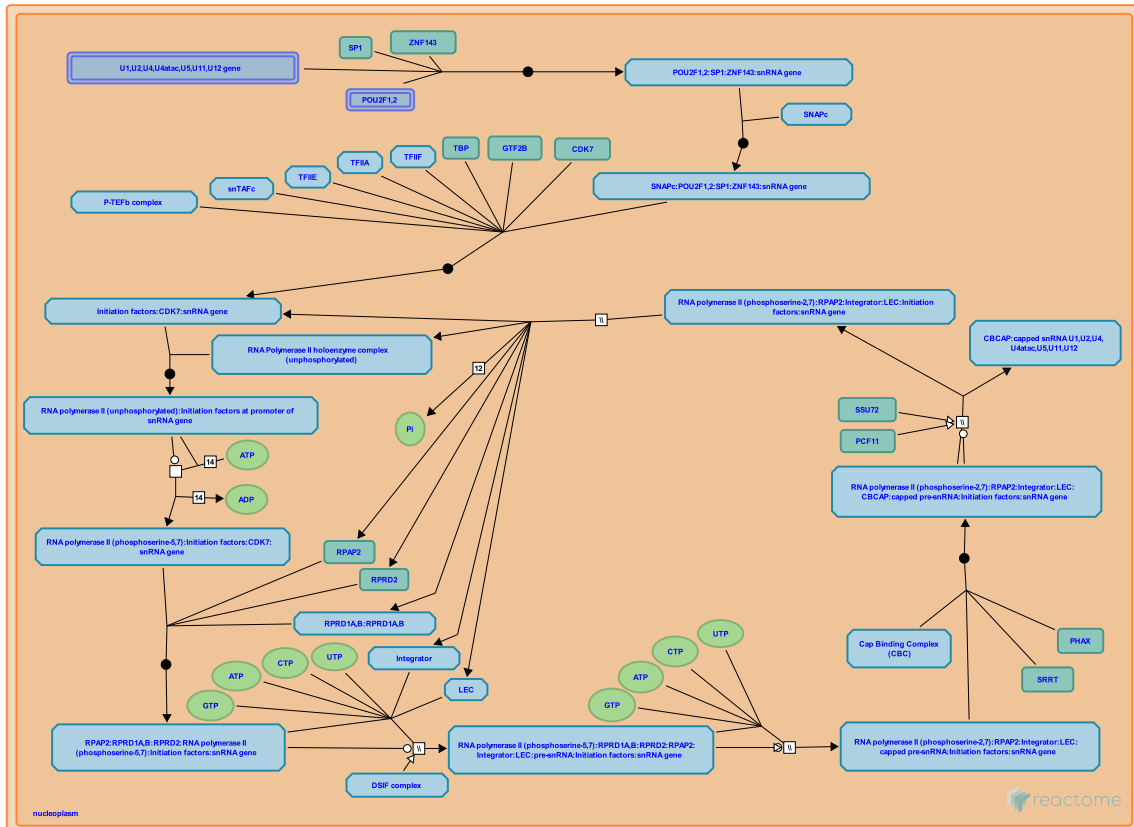 SP1
ZNF143
U1,U2,U4,U4atac,U5,U11,U12 gene
POU2F1,2
POU2F1,2:SP1:ZNF143:snRNA gene
SNAPc
SNAPc:POU2F1,2:SP1:ZNF143:snRNA gene
CDK7
GTF2B
TBP
TFIIF
TFIIA
TFIIE
snTAFc
P-TEFb complex
Initiation factors:CDK7:snRNA gene
RNA Polymerase II holoenzyme complex
(unphosphorylated)
\\
RNA polymerase II (phosphoserine-2,7):RPAP2:Integrator:LEC:Initiation
factors:snRNA gene
CBCAP:capped snRNA U1,U2,U4,
U4atac,U5,U11,U12
12
Pi
RNA polymerase II (unphosphorylated):Initiation factors at promoter of
snRNA gene
14
ATP
14
ADP
SSU72
PCF11
\\
RNA polymerase II (phosphoserine-2,7):RPAP2:Integrator:LEC:
CBCAP:capped pre-snRNA:Initiation factors:snRNA gene
RNA polymerase II (phosphoserine-5,7):Initiation factors:CDK7:
snRNA gene
RPAP2
RPRD2
RPRD1A,B:RPRD1A,B
Integrator
LEC
UTP
CTP
ATP
GTP
UTP
CTP
ATP
GTP
Cap Binding Complex
(CBC)
PHAX
SRRT
RPAP2:RPRD1A,B:RPRD2:RNA polymerase II
(phosphoserine-5,7):Initiation factors:snRNA gene
\\
DSIF complex
RNA polymerase II (phosphoserine-5,7):RPRD1A,B:RPRD2:RPAP2:
Integrator:LEC:pre-snRNA:Initiation factors:snRNA gene
\\
RNA polymerase II (phosphoserine-2,7):RPAP2:Integrator:LEC:
capped pre-snRNA:Initiation factors:snRNA gene
nucleoplasm
reactome